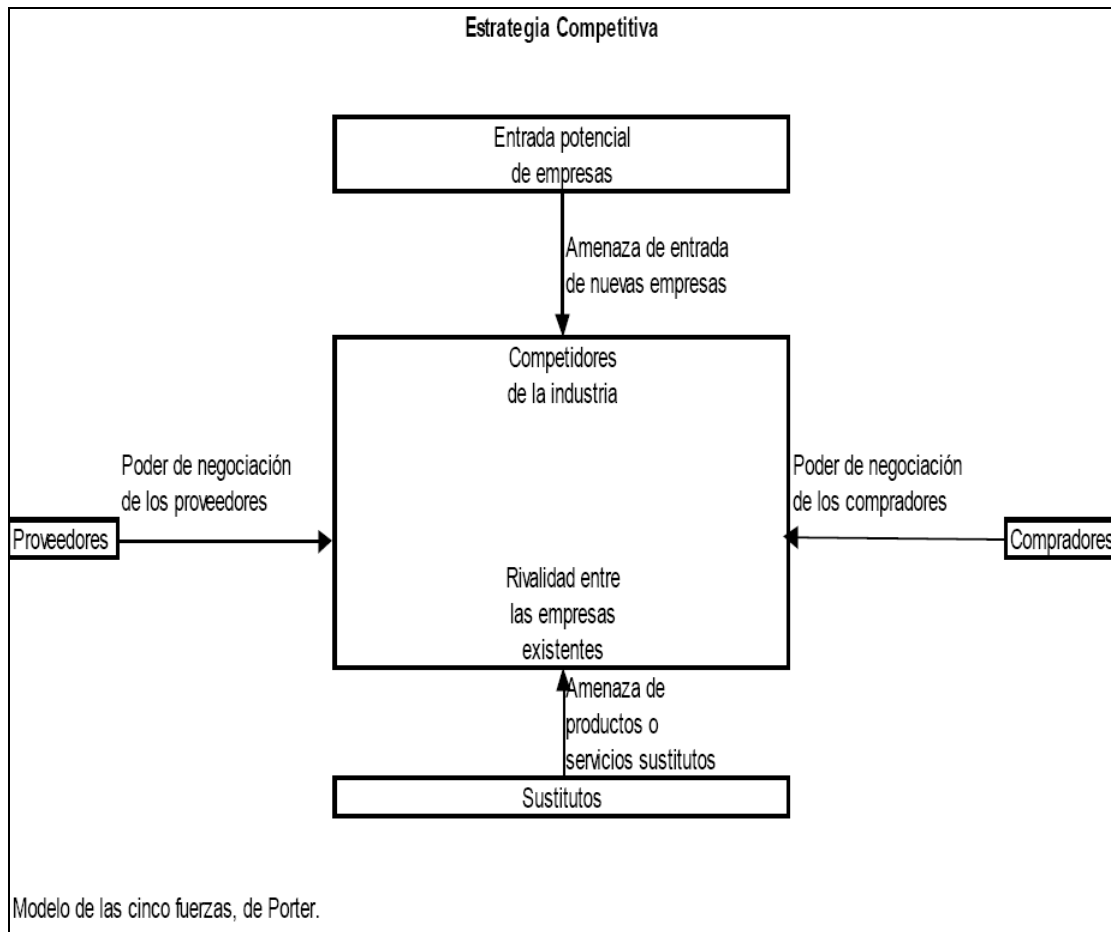 Estrategia Competitiva
Entrada potencial
de empresas
Amenaza de entrada
de nuevas empresas
Competidores
de la industria
Poder de negociación
de los proveedores
Poder de negociación
de los compradores
Proveedores
Compradores
Rivalidad entre
las empresas
existentes
Amenaza de
productos o
servicios sustitutos
Sustitutos
Modelo de las cinco fuerzas, de Porter.